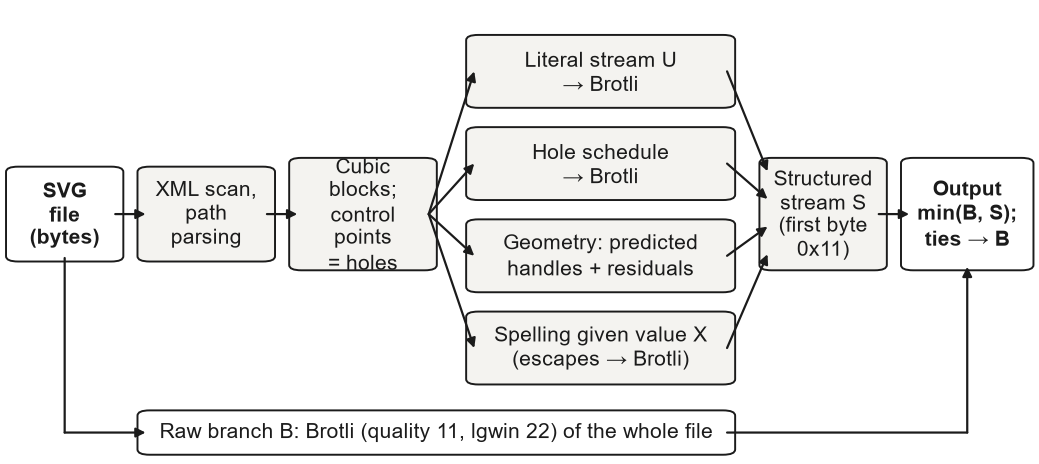 SVG
file
(bytes)
XML scan,
path
parsing
Cubic
blocks;
control
points
= holes
Literal stream U
→ Brotli
Hole schedule
→ Brotli
Geometry: predicted
handles + residuals
Spelling given value X
(escapes → Brotli)
Structured
stream S
(first byte
0x11)
Output
min(B, S);
ties → B
Raw branch B: Brotli (quality 11, lgwin 22) of the whole file